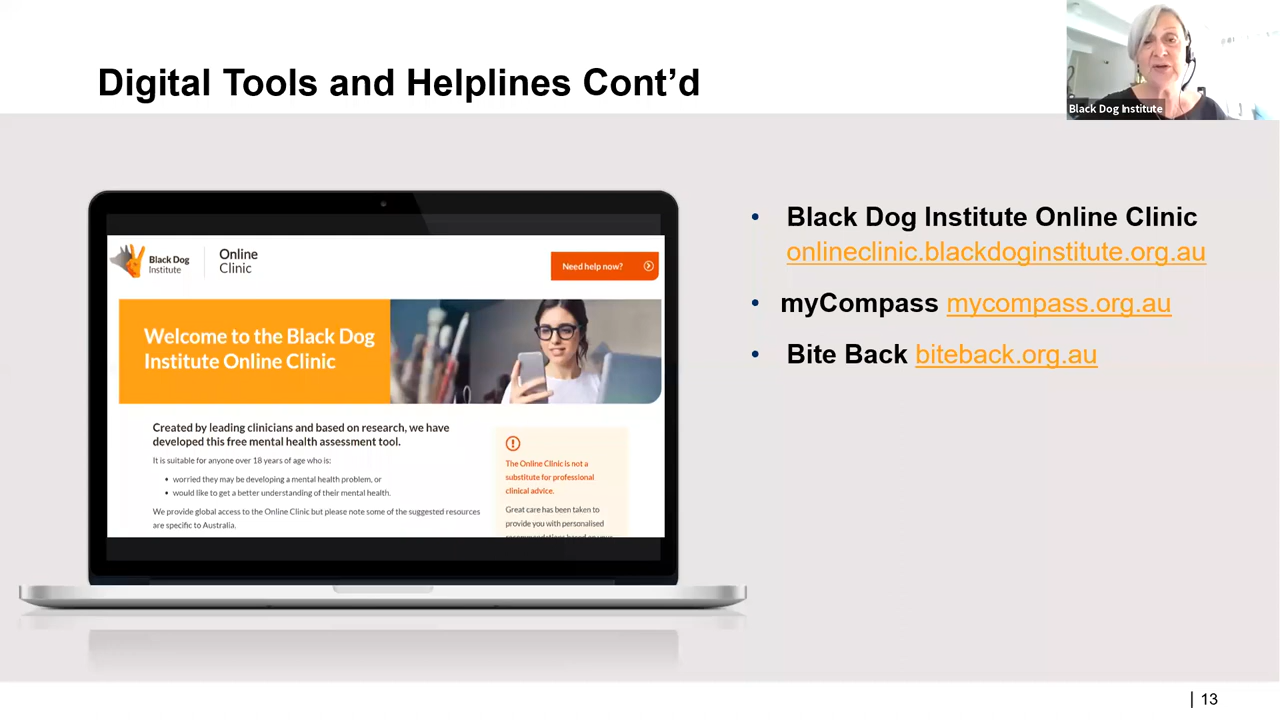 Digital Tools and Helplines Cont’d
Black Dog Institute
Black Dog
Institute
Online
Clinic
Need help now?
Welcome to the Black Dog
Institute Online Clinic
Created by leading clinicians and based on research, we have
developed this free mental health assessment tool.
It is suitable for anyone over 18 years of age who is:
• worried they may be developing a mental health problem, or
• would like to get a better understanding of their mental health.
We provide global access to the Online Clinic but please note some of the suggested resources
are specific to Australia.
The Online Clinic is not a
substitute for professional
clinical advice.
Great care has been taken to
provide you with personalised
recommendations based on your
• Black Dog Institute Online Clinic
onlineclinic.blackdoginstitute.org.au
• myCompass mycompass.org.au
• Bite Back biteback.org.au
| 13